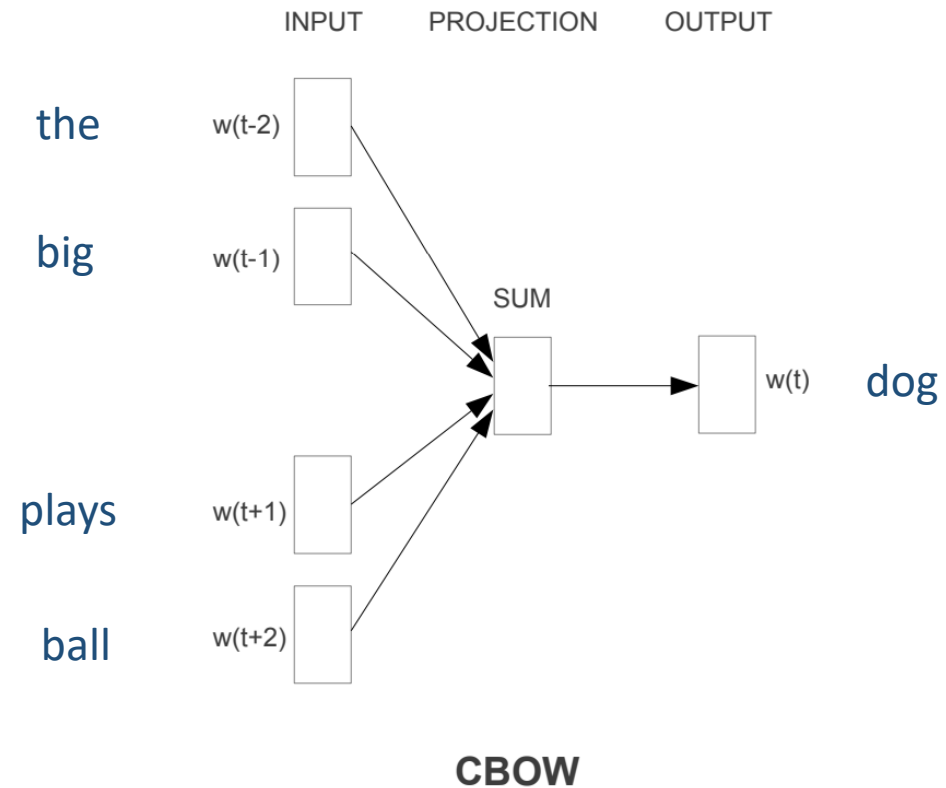 INPUT PROJECTION OUTPUT
the w(t-2)
big w(t-1)
SUM
w(t) dog
plays w(t+1)
ball w(t+2)
CBOW